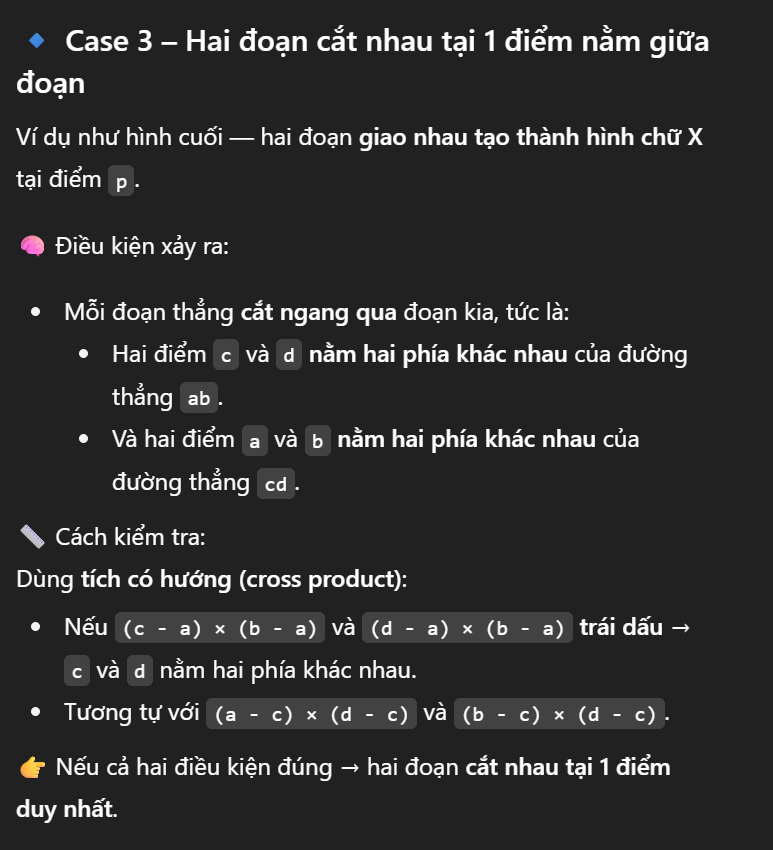 🔹 Case 3 – Hai đoạn cắt nhau tại 1 điểm nằm giữa
đoạn
Ví dụ như hình cuối — hai đoạn giao nhau tạo thành hình chữ X
tại điểm p.
🧠 Điều kiện xảy ra:
• Mỗi đoạn thẳng cắt ngang qua đoạn kia, tức là:
• Hai điểm c và d nằm hai phía khác nhau của đường
thẳng ab.
• Và hai điểm a và b nằm hai phía khác nhau của
đường thẳng cd.
📏 Cách kiểm tra:
Dùng tích có hướng (cross product):
• Nếu (c - a) × (b - a) và (d - a) × (b - a) trái dấu →
c và d nằm hai phía khác nhau.
• Tương tự với (a - c) × (d - c) và (b - c) × (d - c).
👉 Nếu cả hai điều kiện đúng → hai đoạn cắt nhau tại 1 điểm
duy nhất.